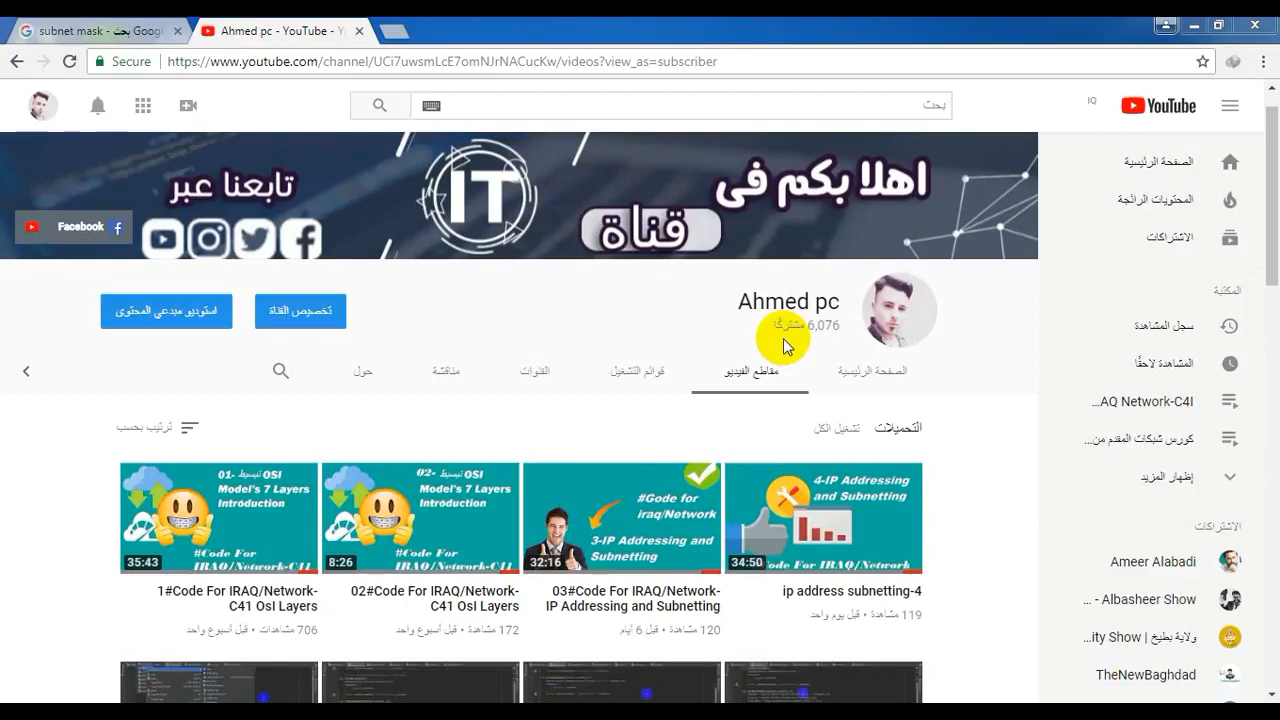 subnet mask - بحث Googl
Ahmed pc - YouTube - Y
Secure
https://www.youtube.com/channel/UCi7uwsmLcE7omNJrNACucKw/videos?view_as=subscriber
بحث
IQ
YouTube
اهلا بكم فى
قناة
IT
تابعنا عبر
Facebook
الصفحة الرئيسية
المحتويات الرائجة
الاشتراكات
المكتبة
سجل المشاهدة
المشاهدة لاحقًا
AQ Network-C4I...
كورس شبكات المقدم من...
إظهار المزيد
الاشتراكات
Ameer Alabadi
Albasheer Show - ...
ity Show | ولاية بطيخ...
TheNewBaghdad
Ahmed pc
6,076 مشتركًا
تخصيص القناة
استوديو مبدعي المحتوى
الصفحة الرئيسية
مقاطع الفيديو
قوائم التشغيل
القنوات
مناقشة
حول
التحميلات
تشغيل الكل
ترتيب بحسب
4-IP Addressing
and Subnetting
ode For IRAQ/Network
34:50
ip address subnetting-4
119 مشاهدة • قبل يوم واحد
#Gode for
iraq/Network
3-IP Addressing and
Subnetting
32:16
03#Code For IRAQ/Network-
IP Addressing and Subnetting
120 مشاهدة • قبل 6 أيام
02- تبسيط OSI
Model's 7 Layers
Introduction
#Code For
IRAQ/Network-C41
8:26
02#Code For IRAQ/Network-
C41 OsI Layers
172 مشاهدة • قبل أسبوع واحد
01- تبسيط OSI
Model's 7 Layers
Introduction
#Code For
IRAQ/Network-C41
35:43
1#Code For IRAQ/Network-
C41 OsI Layers
706 مشاهدات • قبل أسبوع واحد